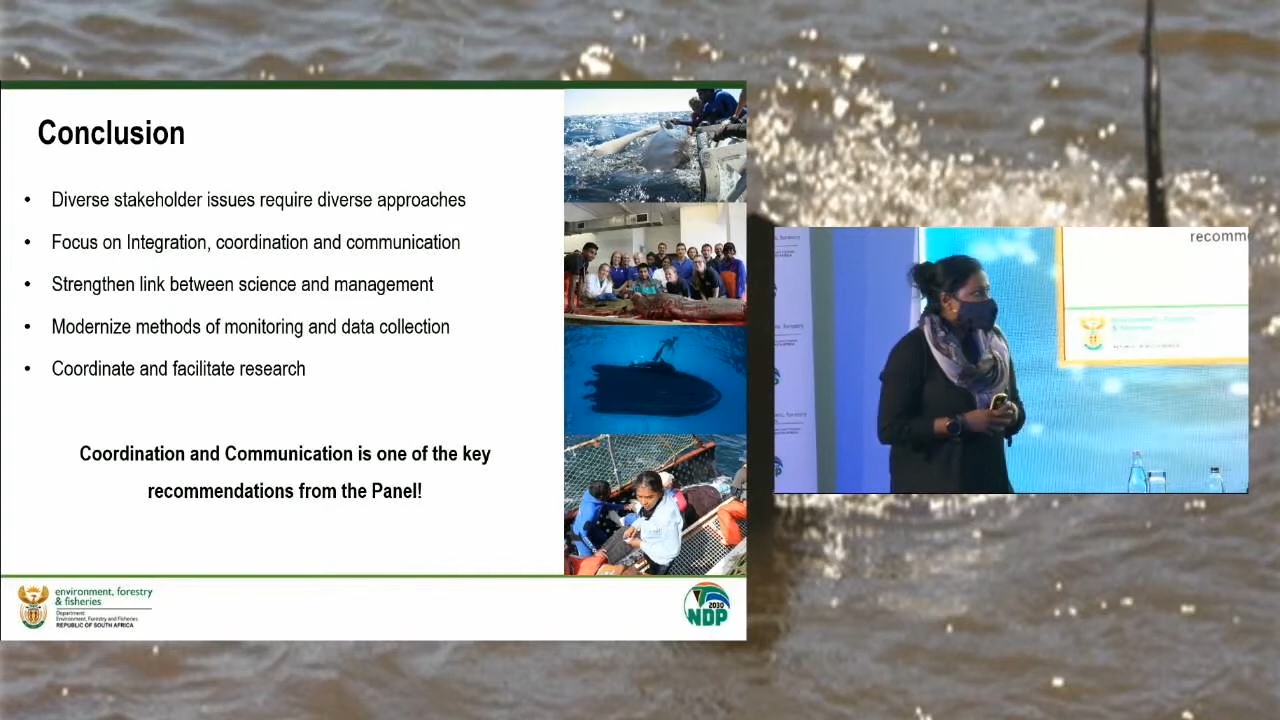 Conclusion
• Diverse stakeholder issues require diverse approaches
• Focus on Integration, coordination and communication
• Strengthen link between science and management
• Modernize methods of monitoring and data collection
• Coordinate and facilitate research
Coordination and Communication is one of the key
recommendations from the Panel!
environment, forestry
& fisheries
Department:
Environment, Forestry and Fisheries
REPUBLIC OF SOUTH AFRICA
2030
NDP
recomm
environment, forestry
& fisheries